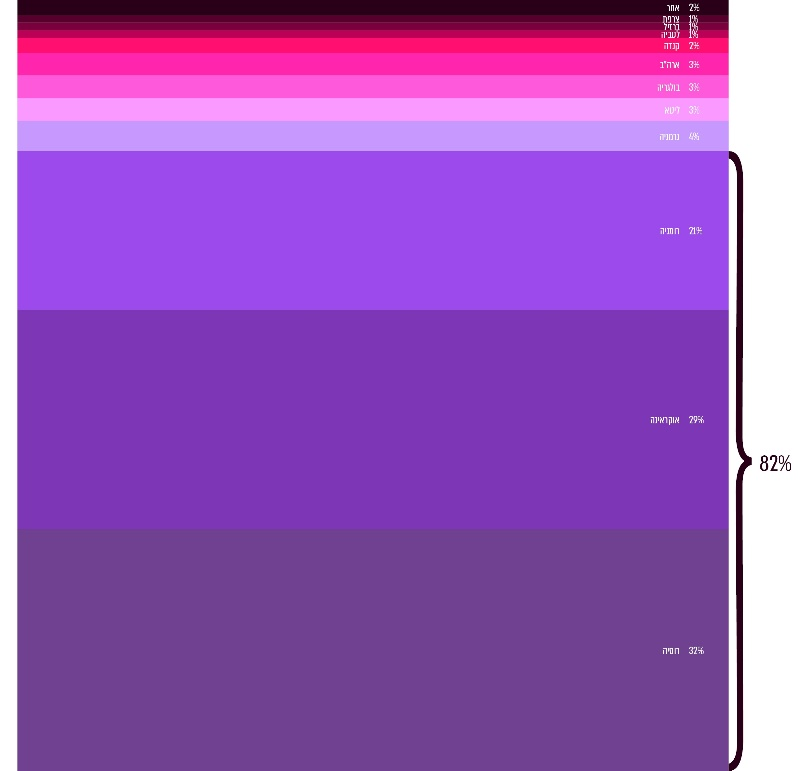 אחר 2%
צרפת 1%
ברזיל 1%
לטביה 1%
קנדה 2%
ארה"ב 3%
בולגריה 3%
ליטא 3%
גרמניה 4%
רומניה 21%
אוקראינה 29%
82%
רוסיה 32%